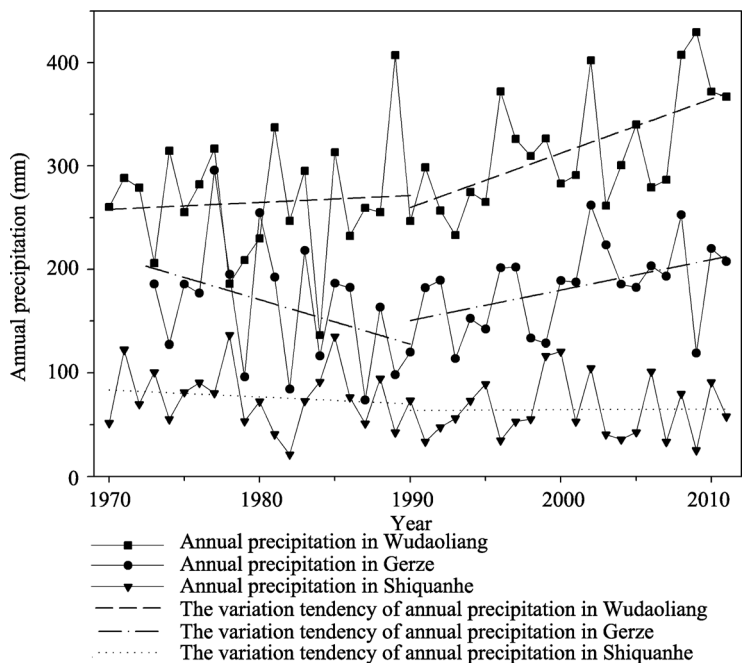 Annual precipitation (mm)
400
300
200
100
0
1970
1980
1990
2000
2010
Year
Annual precipitation in Wudaoliang
Annual precipitation in Gerze
Annual precipitation in Shiquanhe
The variation tendency of annual precipitation in Wudaoliang
The variation tendency of annual precipitation in Gerze
The variation tendency of annual precipitation in Shiquanhe